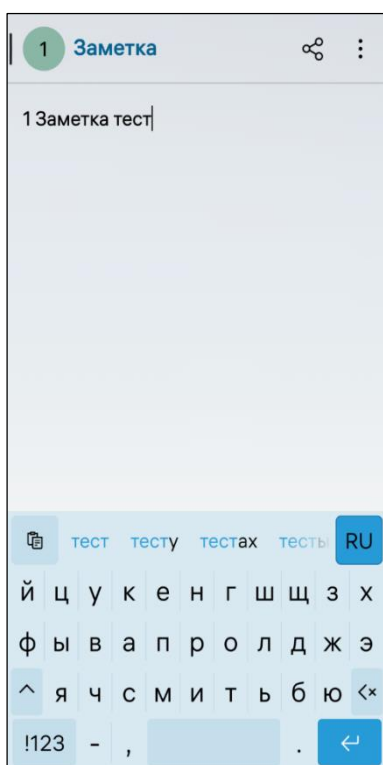 1 Заметка
1 Заметка тест
тест тесту тестах тесты RU
й ц у к е н г ш щ з х
ф ы в а п р о л д ж э
я ч с м и т ь б ю
!123 - , .